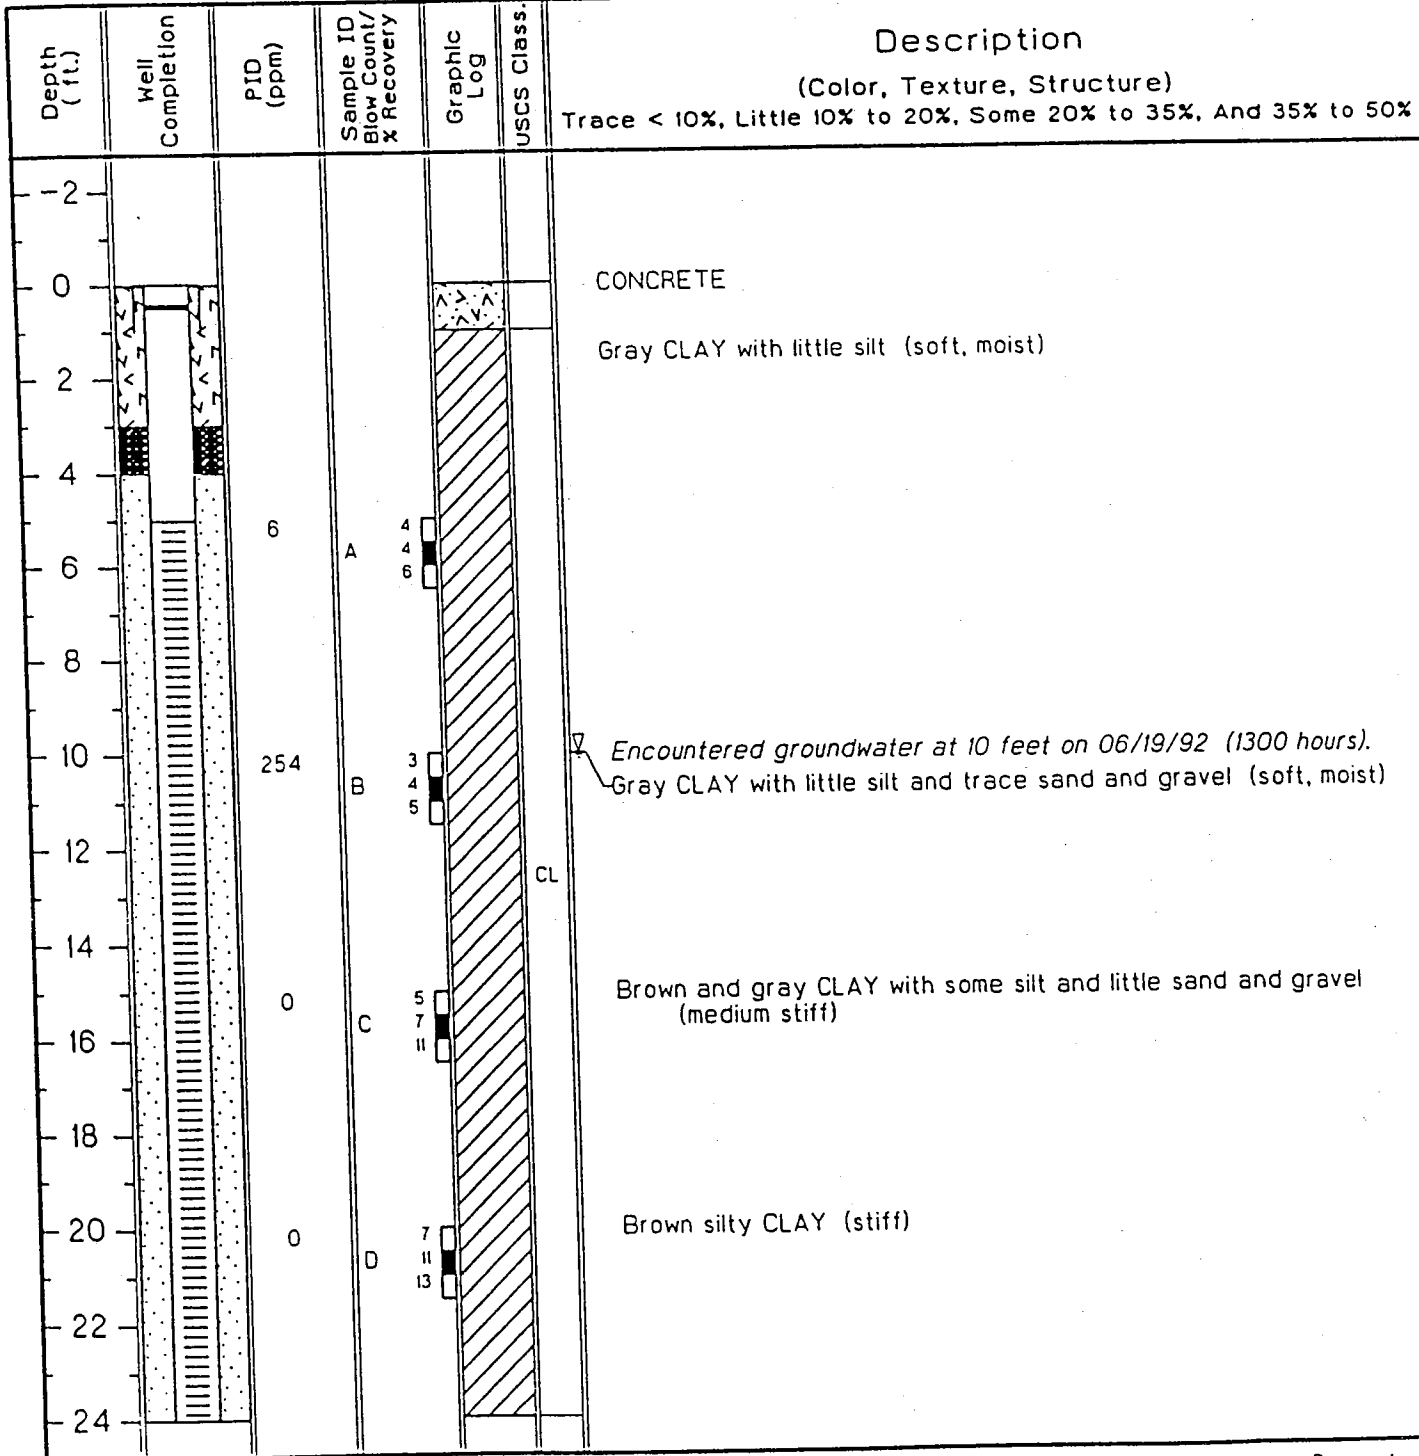 Depth
(ft.)
Well
Completion
PID
(ppm)
Sample ID
Blow Count/
% Recovery
Graphic
Log
USCS Class.
Description
(Color, Texture, Structure)
Trace < 10%, Little 10% to 20%, Some 20% to 35%, And 35% to 50%
-2
0
CONCRETE
Gray CLAY with little silt (soft, moist)
2
4
6
A
4
4
6
6
8
Encountered groundwater at 10 feet on 06/19/92 (1300 hours).
10
254
B
3
4
5
Gray CLAY with little silt and trace sand and gravel (soft, moist)
12
CL
14
Brown and gray CLAY with some silt and little sand and gravel
(medium stiff)
0
C
5
7
11
16
18
Brown silty CLAY (stiff)
20
0
D
7
11
13
22
24